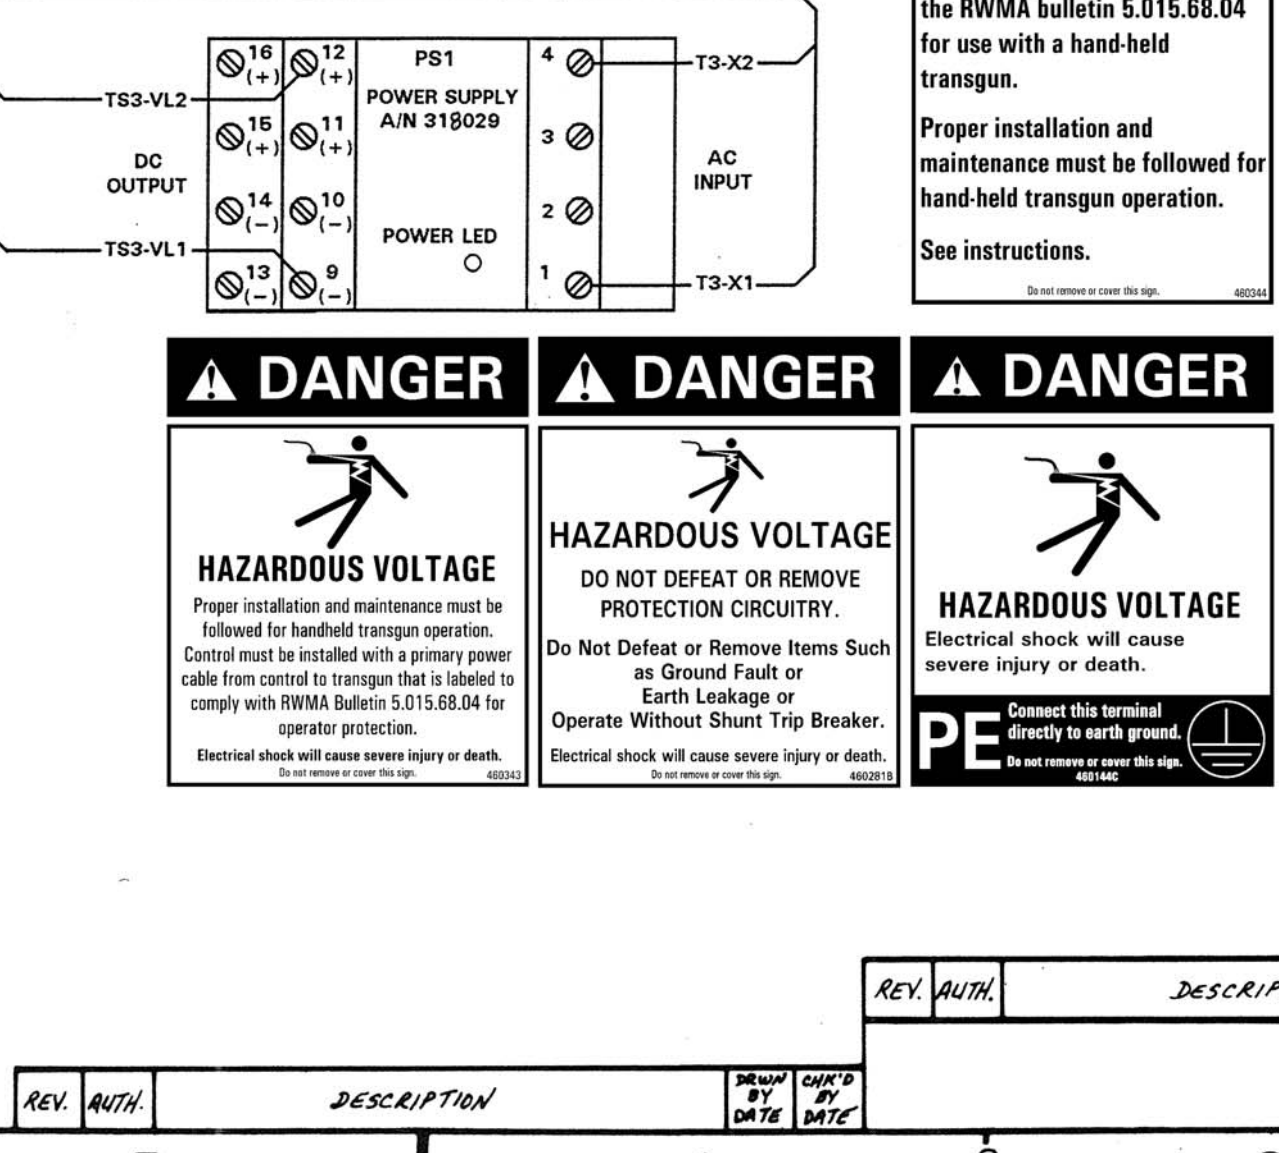 the RWMA bulletin 5.015.68.04
for use with a hand-held
transgun.
Proper installation and
maintenance must be followed for
hand-held transgun operation.
See instructions.
Do not remove or cover this sign. 460344
16 (+)
12 (+)
PS1
4
T3-X2
TS3-VL2
POWER SUPPLY
A/N 318029
15 (+)
11 (+)
3
DC
OUTPUT
AC
INPUT
14 (-)
10 (-)
2
POWER LED
TS3-VL1
13 (-)
9 (-)
1
T3-X1
DANGER
HAZARDOUS VOLTAGE
Proper installation and maintenance must be
followed for handheld transgun operation.
Control must be installed with a primary power
cable from control to transgun that is labeled to
comply with RWMA Bulletin 5.015.68.04 for
operator protection.
Electrical shock will cause severe injury or death.
Do not remove or cover this sign. 460343
DANGER
HAZARDOUS VOLTAGE
DO NOT DEFEAT OR REMOVE
PROTECTION CIRCUITRY.
Do Not Defeat or Remove Items Such
as Ground Fault or
Earth Leakage or
Operate Without Shunt Trip Breaker.
Electrical shock will cause severe injury or death.
Do not remove or cover this sign. 460281B
DANGER
HAZARDOUS VOLTAGE
Electrical shock will cause
severe injury or death.
PE
Connect this terminal
directly to earth ground.
Do not remove or cover this sign.
460144C
REV. AUTH. DESCRIP
REV. AUTH. DESCRIPTION
DRWN
BY
DATE
CHK'D
BY
DATE